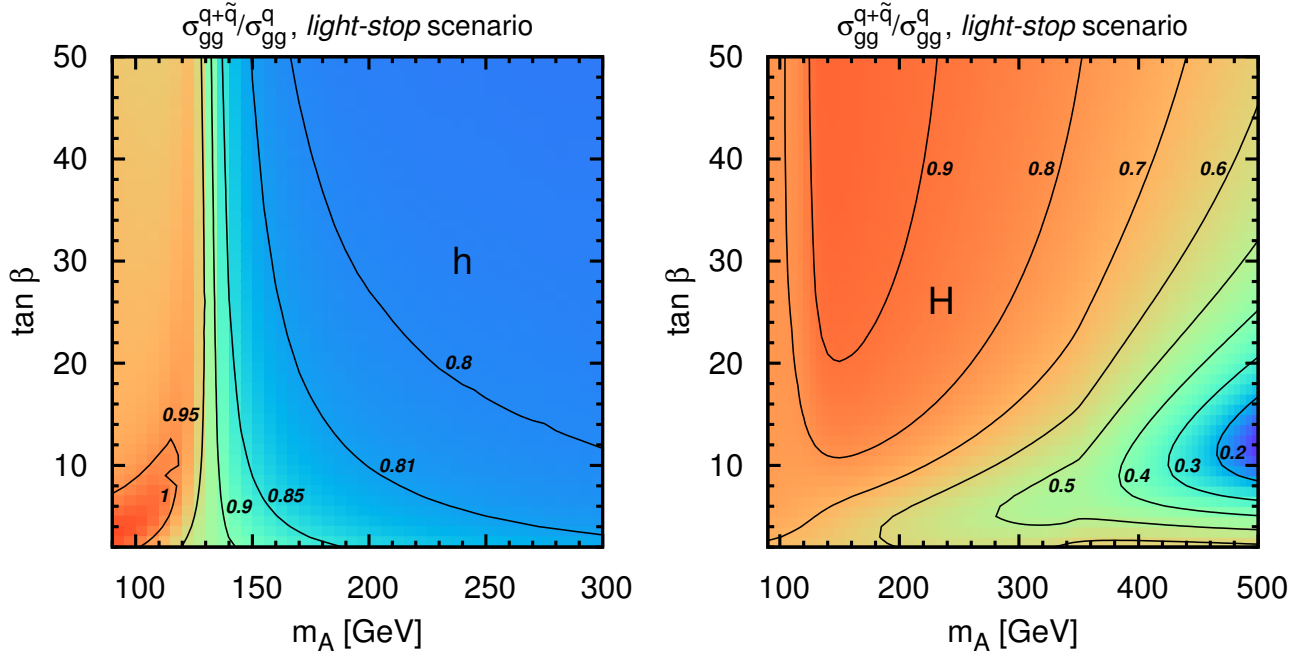 σ_gg^{q+q̃}/σ_gg^q, light-stop scenario
50
40
30
20
10
tan β
h
0.8
0.81
0.85
0.9
0.95
1
100 150 200 250 300
m_A [GeV]
σ_gg^{q+q̃}/σ_gg^q, light-stop scenario
50
40
30
20
10
tan β
H
0.9 0.8 0.7 0.6
0.5 0.4 0.3 0.2
100 200 300 400 500
m_A [GeV]